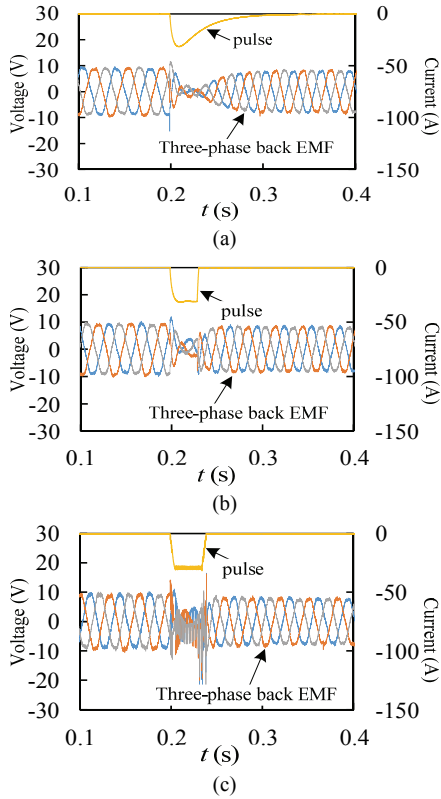 30 0
20
10 -50
0
-10 -100
-20
-30 -150
Voltage (V)
Current (A)
pulse
Three-phase back EMF
0.1 0.2 0.3 0.4
t (s)
(a)
30 0
20
10 -50
0
-10 -100
-20
-30 -150
Voltage (V)
Current (A)
pulse
Three-phase back EMF
0.1 0.2 0.3 0.4
t (s)
(b)
30 0
20
10 -50
0
-10 -100
-20
-30 -150
Voltage (V)
Current (A)
pulse
Three-phase back EMF
0.1 0.2 0.3 0.4
t (s)
(c)